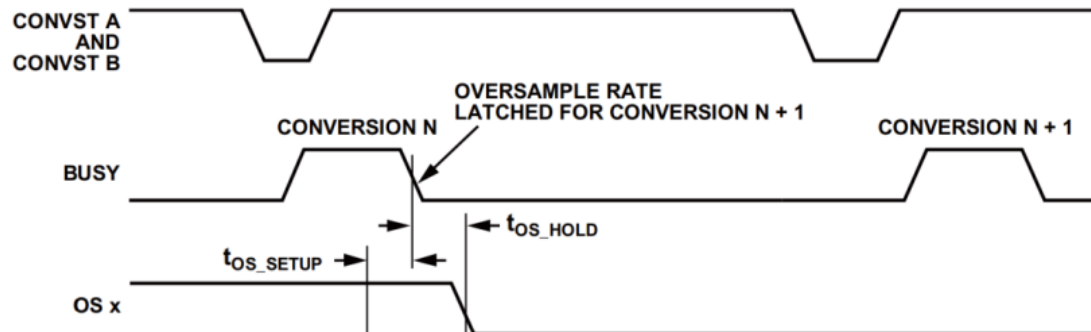 CONVST A
AND
CONVST B
OVERSAMPLE RATE
LATCHED FOR CONVERSION N + 1
CONVERSION N
CONVERSION N + 1
BUSY
tOS_HOLD
tOS_SETUP
OS x